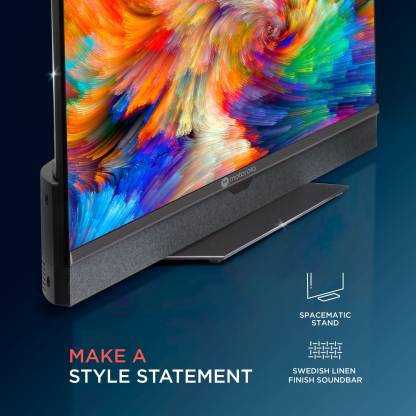 motorola
SPACEMATIC
STAND
MAKE A
STYLE STATEMENT
SWEDISH LINEN
FINISH SOUNDBAR